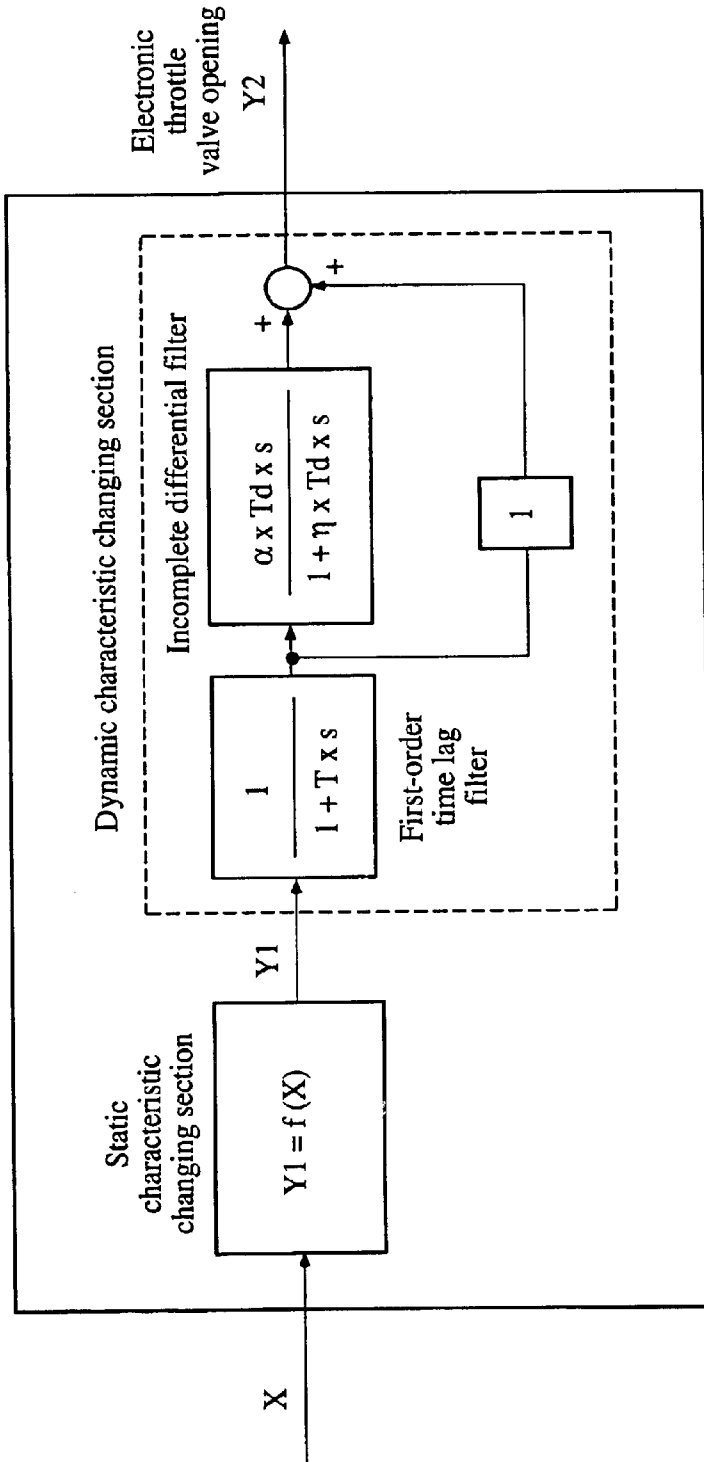 X
Static
characteristic
changing section
Y1 = f (X)
Y1
Dynamic characteristic changing section
1
1 + T x s
First-order
time lag
filter
Incomplete differential filter
α x Td x s
1 + η x Td x s
1
+
+
Electronic
throttle
valve opening
Y2